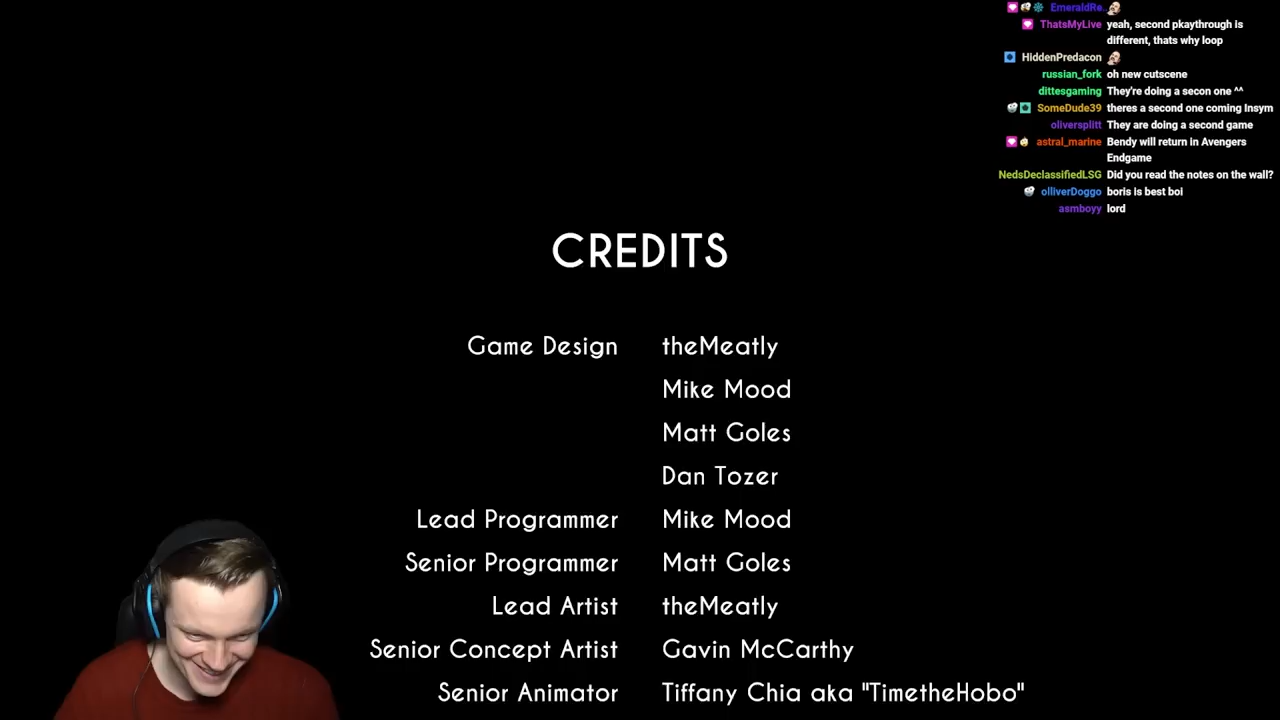 EmeraldRe.
ThatsMyLive yeah, second pkaythrough is
different, thats why loop
HiddenPredacon
russian_fork oh new cutscene
dittesgaming They're doing a secon one ^^
SomeDude39 theres a second one coming Insym
oliversplitt They are doing a second game
astral_marine Bendy will return in Avengers
Endgame
NedsDeclassifiedLSG Did you read the notes on the wall?
olliverDoggo boris is best boi
asmboyy lord
CREDITS
Game Design theMeatly
Mike Mood
Matt Goles
Dan Tozer
Lead Programmer Mike Mood
Senior Programmer Matt Goles
Lead Artist theMeatly
Senior Concept Artist Gavin McCarthy
Senior Animator Tiffany Chia aka "TimetheHobo"